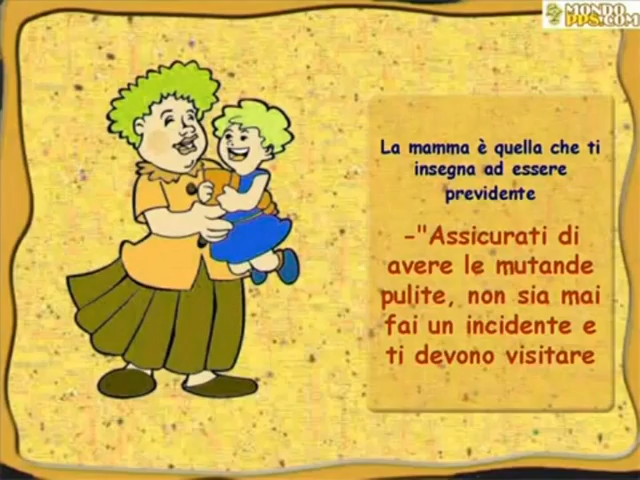 MONDO
PPS.COM
La mamma è quella che ti
insegna ad essere
previdente
-"Assicurati di
avere le mutande
pulite, non sia mai
fai un incidente e
ti devono visitare